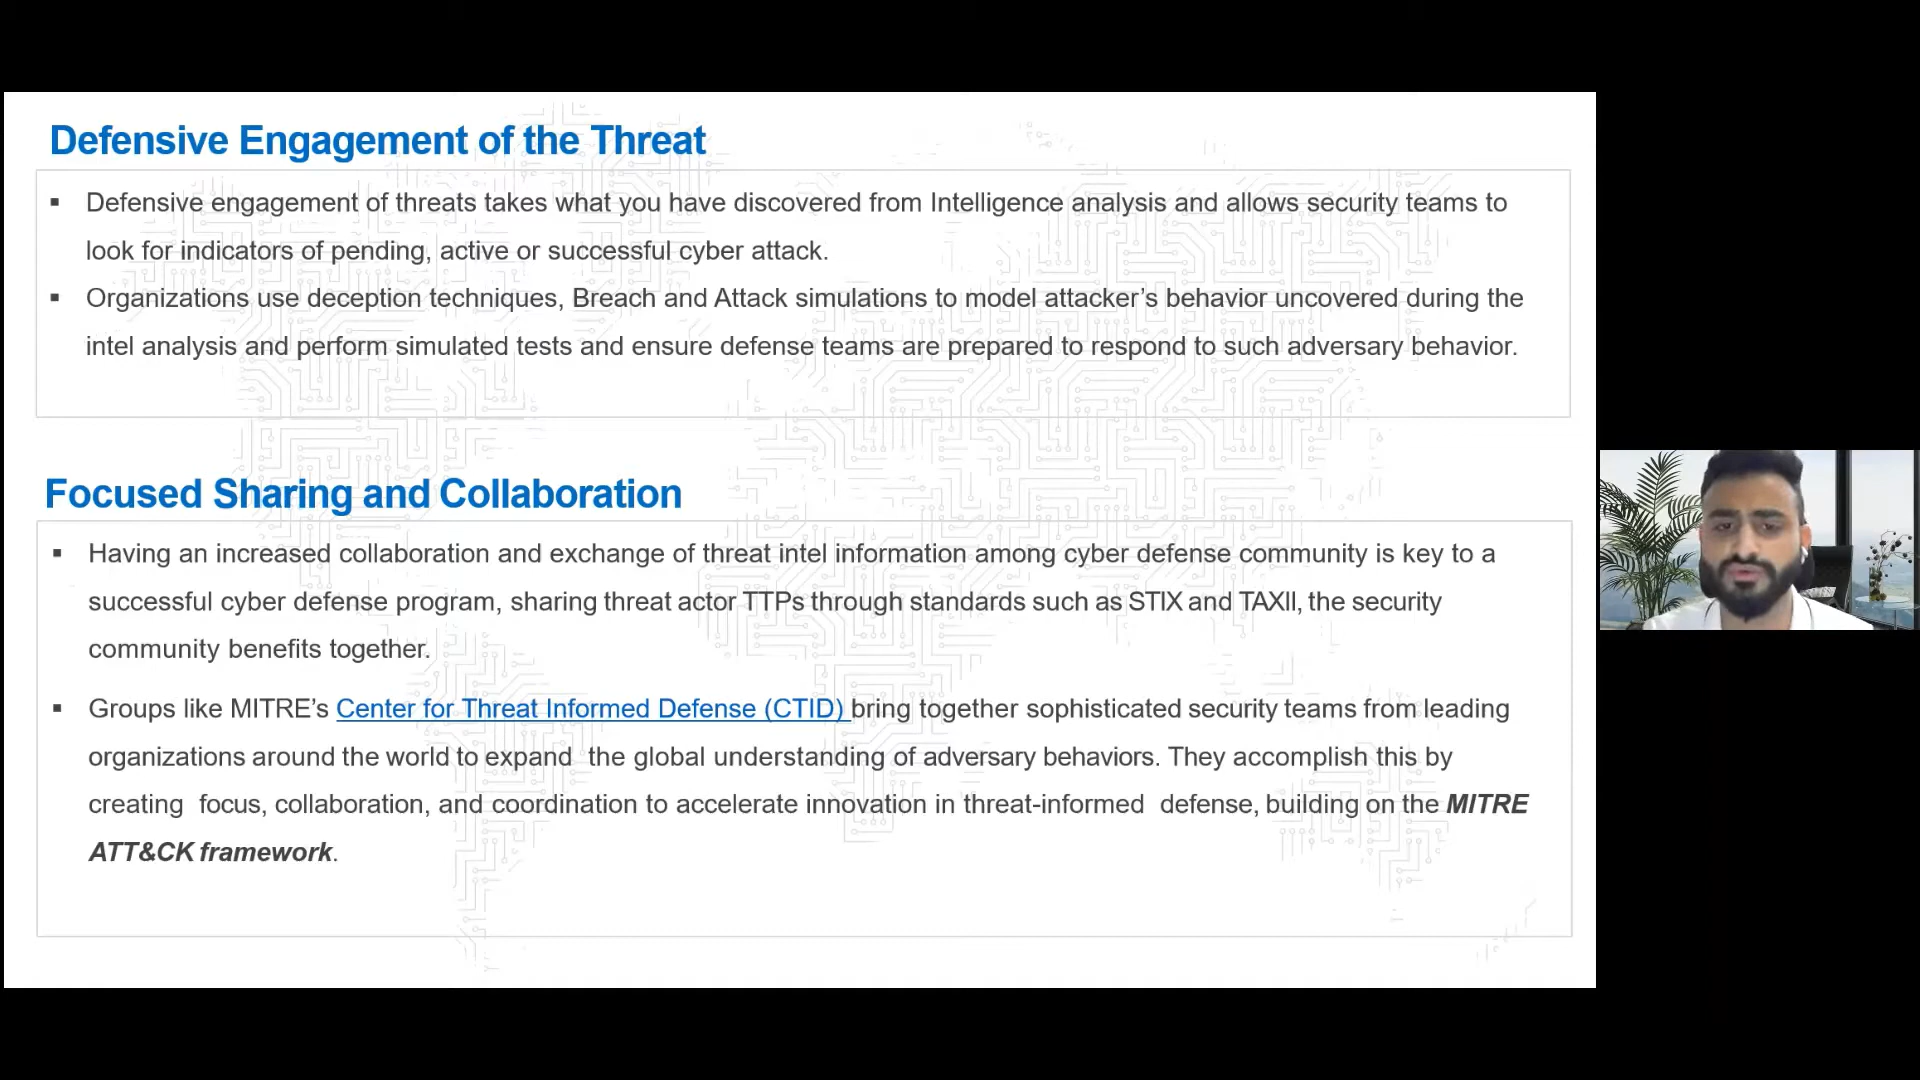 Defensive Engagement of the Threat
▪ Defensive engagement of threats takes what you have discovered from Intelligence analysis and allows security teams to
look for indicators of pending, active or successful cyber attack.
▪ Organizations use deception techniques, Breach and Attack simulations to model attacker’s behavior uncovered during the
intel analysis and perform simulated tests and ensure defense teams are prepared to respond to such adversary behavior.
Focused Sharing and Collaboration
▪ Having an increased collaboration and exchange of threat intel information among cyber defense community is key to a
successful cyber defense program, sharing threat actor TTPs through standards such as STIX and TAXII, the security
community benefits together.
▪ Groups like MITRE’s Center for Threat Informed Defense (CTID) bring together sophisticated security teams from leading
organizations around the world to expand the global understanding of adversary behaviors. They accomplish this by
creating focus, collaboration, and coordination to accelerate innovation in threat-informed defense, building on the MITRE
ATT&CK framework.